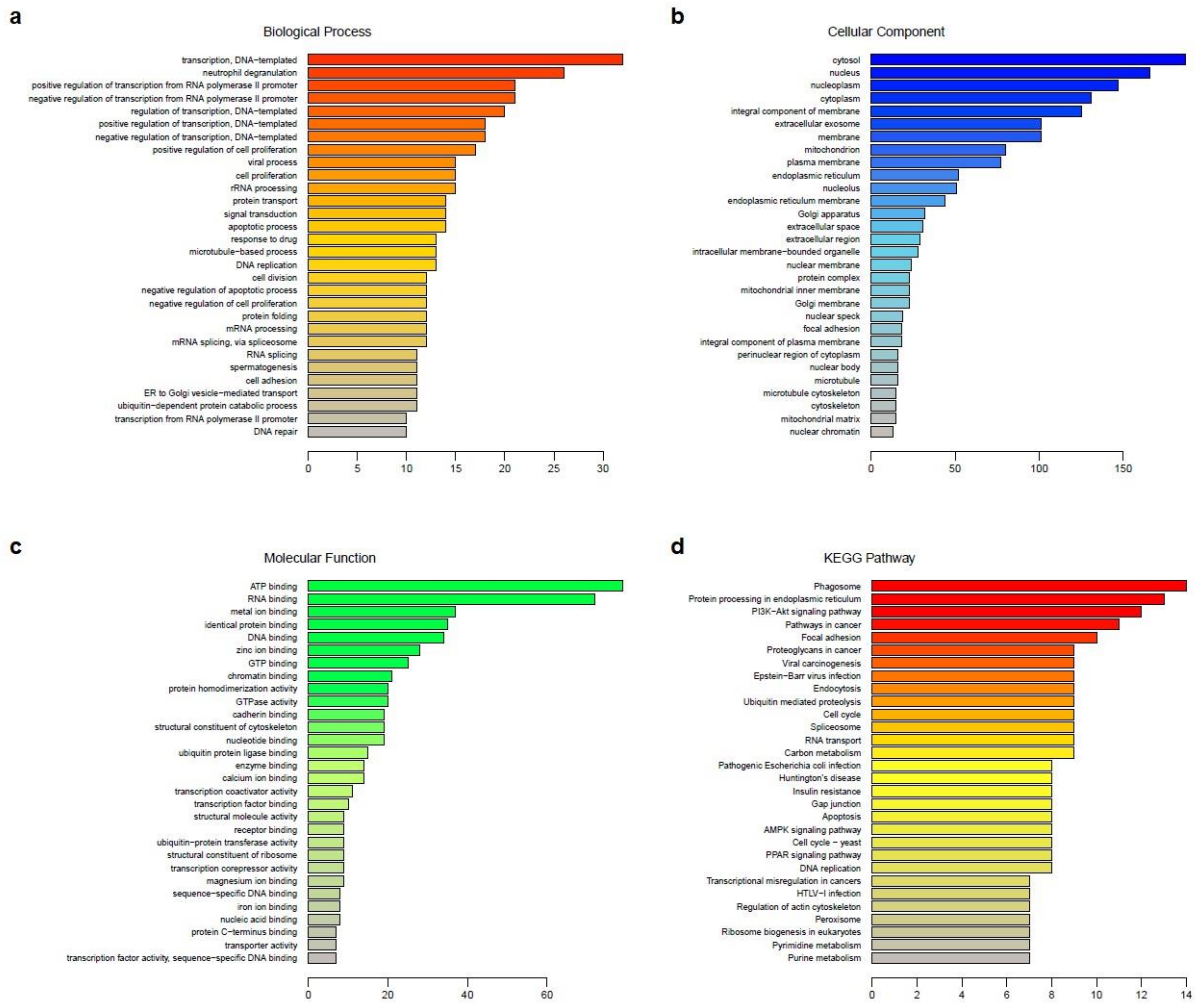 a
Biological Process
transcription, DNA−templated
neutrophil degranulation
positive regulation of transcription from RNA polymerase II promoter
negative regulation of transcription from RNA polymerase II promoter
regulation of transcription, DNA−templated
positive regulation of transcription, DNA−templated
negative regulation of transcription, DNA−templated
positive regulation of cell proliferation
viral process
cell proliferation
rRNA processing
protein transport
signal transduction
apoptotic process
response to drug
microtubule−based process
DNA replication
cell division
negative regulation of apoptotic process
negative regulation of cell proliferation
protein folding
mRNA processing
mRNA splicing, via spliceosome
RNA splicing
spermatogenesis
cell adhesion
ER to Golgi vesicle−mediated transport
ubiquitin−dependent protein catabolic process
transcription from RNA polymerase II promoter
DNA repair
0 5 10 15 20 25 30
b
Cellular Component
cytosol
nucleus
nucleoplasm
cytoplasm
integral component of membrane
extracellular exosome
membrane
mitochondrion
plasma membrane
endoplasmic reticulum
nucleolus
endoplasmic reticulum membrane
Golgi apparatus
extracellular space
extracellular region
intracellular membrane−bounded organelle
nuclear membrane
protein complex
mitochondrial inner membrane
Golgi membrane
nuclear speck
focal adhesion
integral component of plasma membrane
perinuclear region of cytoplasm
nuclear body
microtubule
microtubule cytoskeleton
cytoskeleton
mitochondrial matrix
nuclear chromatin
0 50 100 150
c
Molecular Function
ATP binding
RNA binding
metal ion binding
identical protein binding
DNA binding
zinc ion binding
GTP binding
chromatin binding
protein homodimerization activity
GTPase activity
cadherin binding
structural constituent of cytoskeleton
nucleotide binding
ubiquitin protein ligase binding
enzyme binding
calcium ion binding
transcription coactivator activity
transcription factor binding
structural molecule activity
receptor binding
ubiquitin−protein transferase activity
structural constituent of ribosome
transcription corepressor activity
magnesium ion binding
sequence−specific DNA binding
iron ion binding
nucleic acid binding
protein C−terminus binding
transporter activity
transcription factor activity, sequence−specific DNA binding
0 20 40 60
d
KEGG Pathway
Phagosome
Protein processing in endoplasmic reticulum
PI3K−Akt signaling pathway
Pathways in cancer
Focal adhesion
Proteoglycans in cancer
Viral carcinogenesis
Epstein−Barr virus infection
Endocytosis
Ubiquitin mediated proteolysis
Cell cycle
Spliceosome
RNA transport
Carbon metabolism
Pathogenic Escherichia coli infection
Huntington's disease
Insulin resistance
Gap junction
Apoptosis
AMPK signaling pathway
Cell cycle − yeast
PPAR signaling pathway
DNA replication
Transcriptional misregulation in cancers
HTLV−I infection
Regulation of actin cytoskeleton
Peroxisome
Ribosome biogenesis in eukaryotes
Pyrimidine metabolism
Purine metabolism
0 2 4 6 8 10 12 14